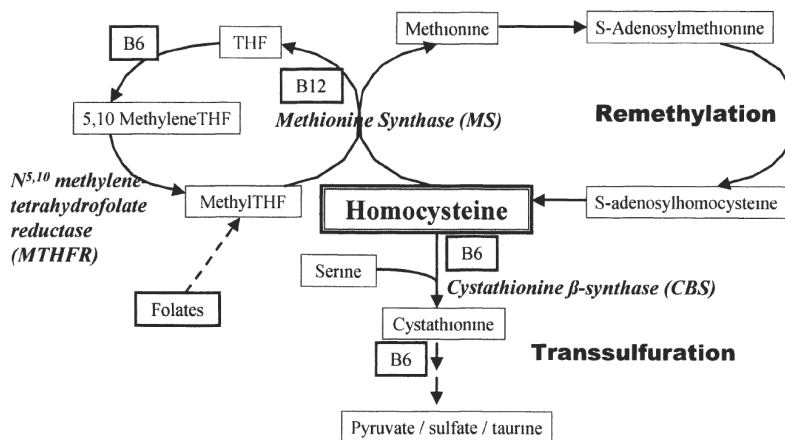 B6
THF
Methionine
S-Adenosylmethionine
B12
5,10 MethyleneTHF
Methionine Synthase (MS)
Remethylation
N5,10 methylene-
tetrahydrofolate
reductase
(MTHFR)
MethylTHF
Homocysteine
S-adenosylhomocysteine
B6
Serine
Cystathionine β-synthase (CBS)
Folates
Cystathionine
B6
Transsulfuration
Pyruvate / sulfate / taurine